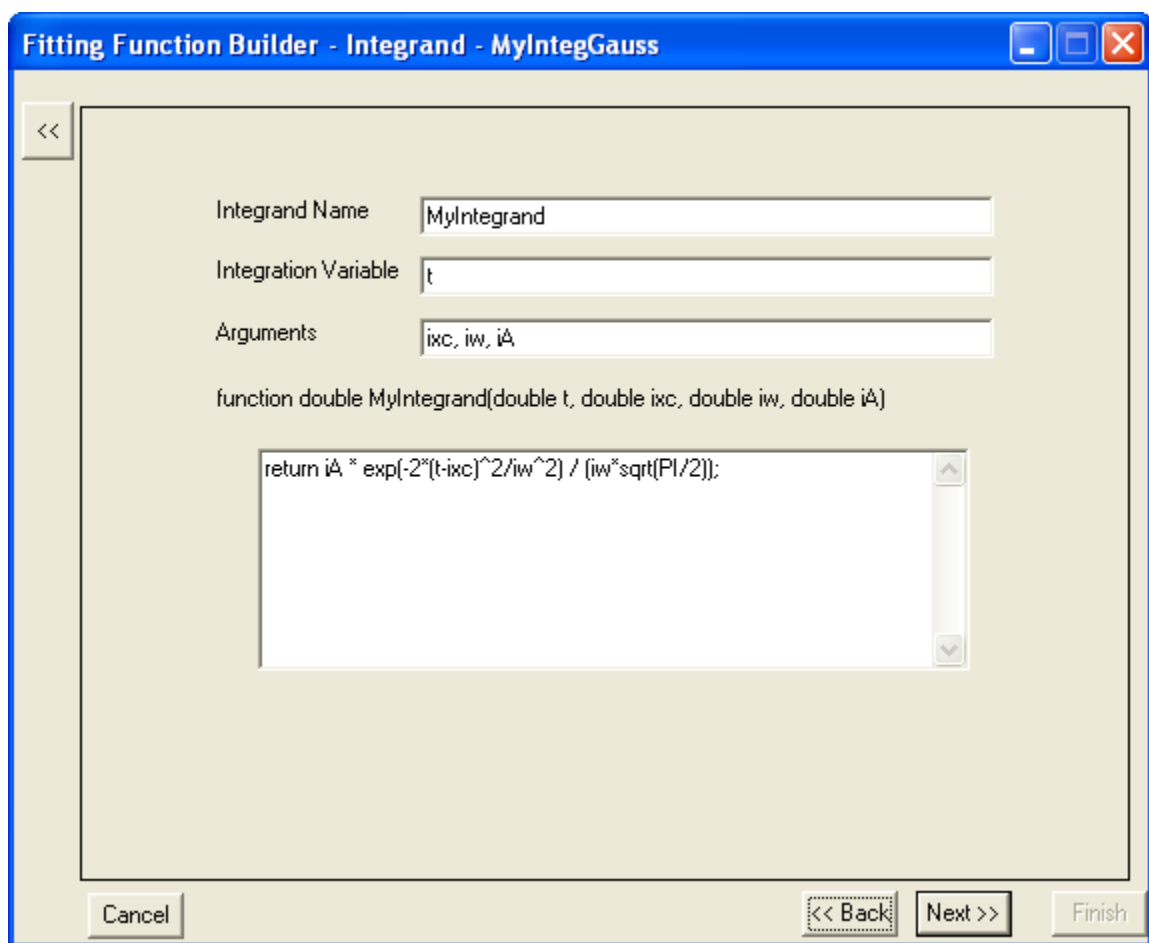 Fitting Function Builder - Integrand - MyIntegGauss
<<
Integrand Name
MyIntegrand
Integration Variable
t
Arguments
ixc, iw, iA
function double MyIntegrand(double t, double ixc, double iw, double iA)
return iA * exp(-2*(t-ixc)^2/iw^2) / (iw*sqrt(PI/2));
Cancel
<< Back
Next >>
Finish